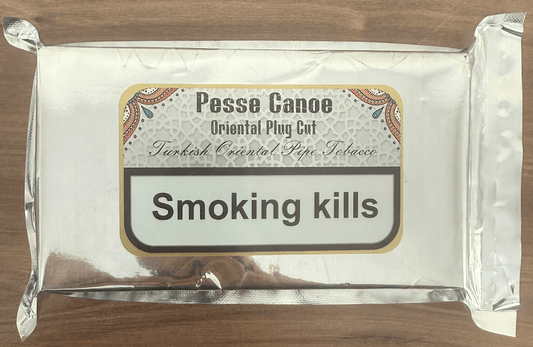 Pesse Canoe
Oriental Plug Cut
Turkish Oriental Pipe Tobacco
Smoking kills